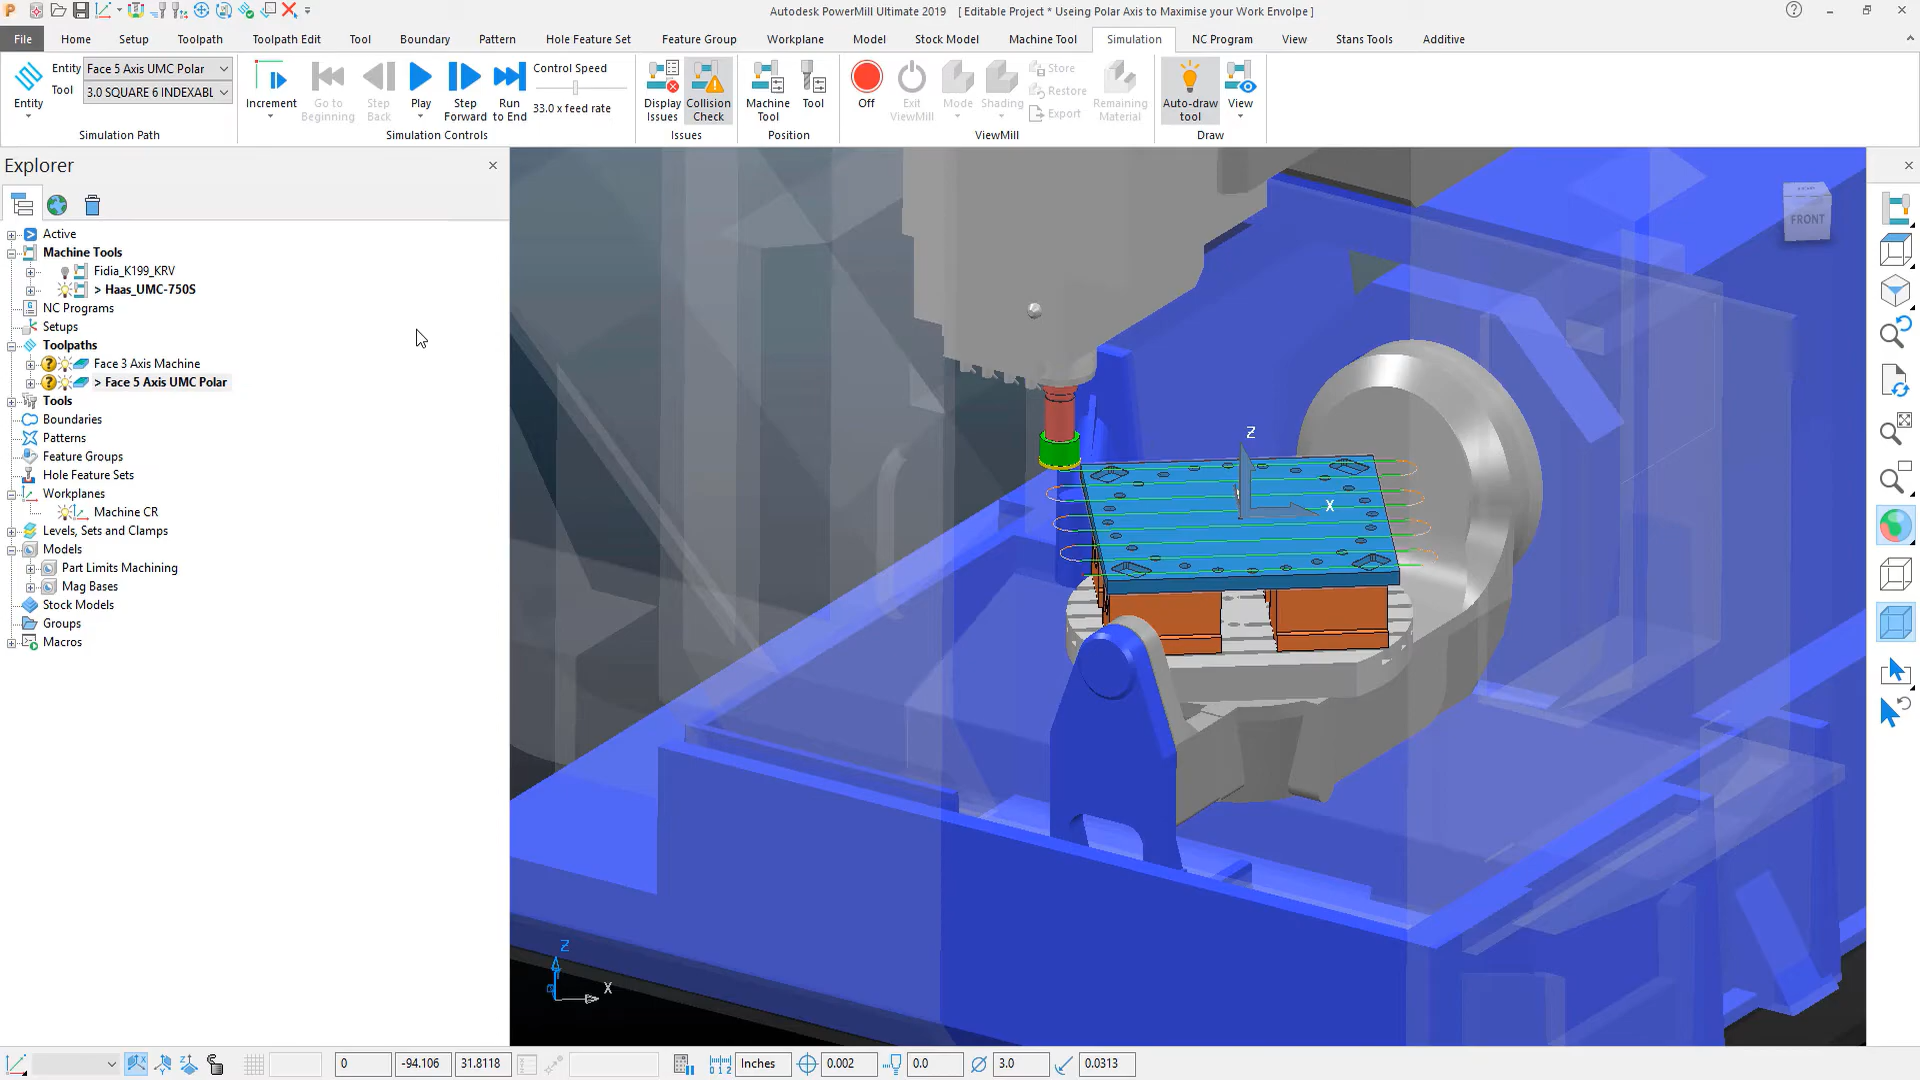 Autodesk PowerMill Ultimate 2019 [ Editable Project * Useing Polar Axis to Maximise your Work Envolpe ]
File Home Setup Toolpath Toolpath Edit Tool Boundary Pattern Hole Feature Set Feature Group Workplane Model Stock Model Machine Tool Simulation NC Program View Stans Tools Additive
Entity
Entity Face 5 Axis UMC Polar
Tool 3.0 SQUARE 6 INDEXABL
Simulation Path
Increment
Go to Beginning
Step Back
Play
Step Forward
Run to End
Control Speed
33.0 x feed rate
Simulation Controls
Display Issues
Collision Check
Issues
Machine Tool
Tool
Position
Off
Exit ViewMill
Mode
Shading
Store
Restore
Export
Remaining Material
ViewMill
Auto-draw tool
View
Draw
Explorer
Active
Machine Tools
Fidia_K199_KRV
> Haas_UMC-750S
NC Programs
Setups
Toolpaths
Face 3 Axis Machine
> Face 5 Axis UMC Polar
Tools
Boundaries
Patterns
Feature Groups
Hole Feature Sets
Workplanes
Machine CR
Levels, Sets and Clamps
Models
Part Limits Machining
Mag Bases
Stock Models
Groups
Macros
TOP
FRONT
Z
X
Z
X
0 -94.106 31.8118 Inches 0.002 0.0 3.0 0.0313